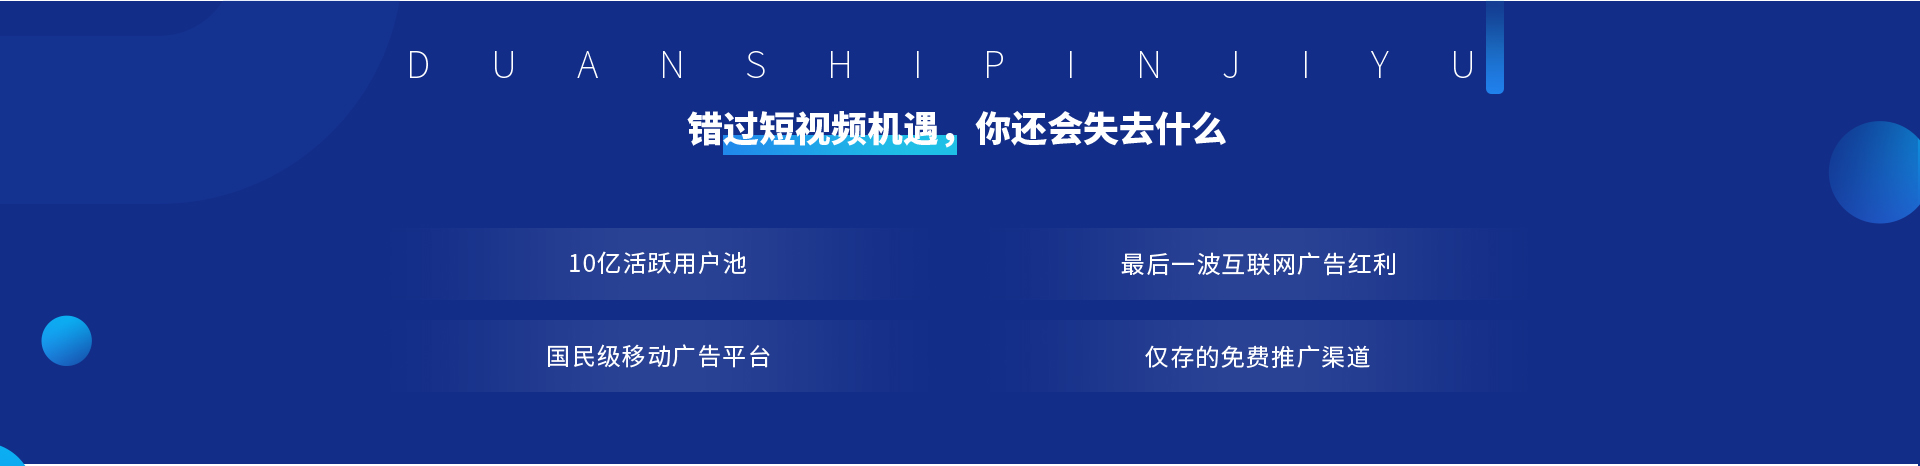 DUANSHIPINJIYU
错过短视频机遇，你还会失去什么
10亿活跃用户池
最后一波互联网广告红利
国民级移动广告平台
仅存的免费推广渠道